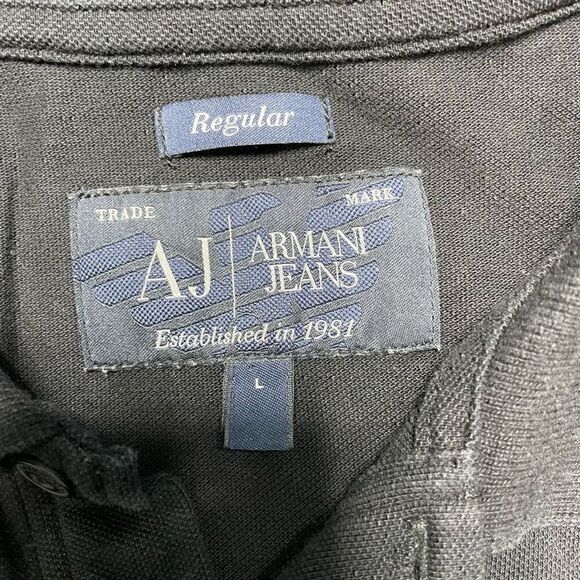 Regular
TRADE MARK
AJ ARMANI
JEANS
Established in 1981
L